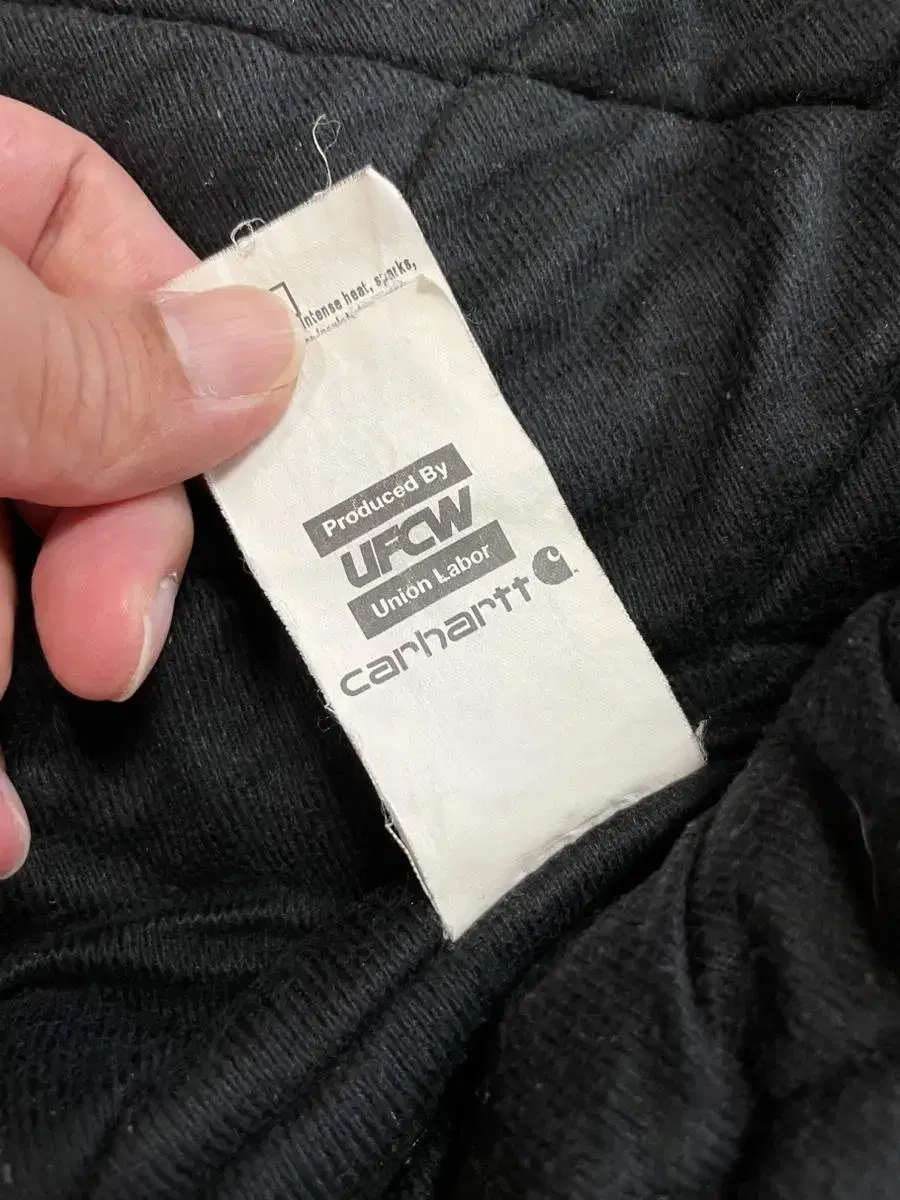 intense heat, sparks,
Produced By
UFCW
Union Labor
carhartt